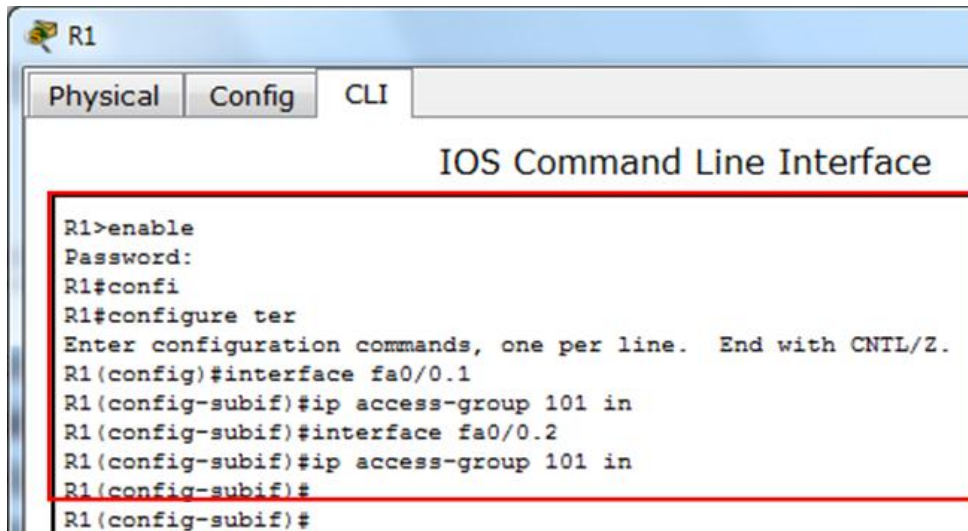 R1
Physical Config CLI
IOS Command Line Interface
R1>enable
Password:
R1#confi
R1#configure ter
Enter configuration commands, one per line.  End with CNTL/Z.
R1(config)#interface fa0/0.1
R1(config-subif)#ip access-group 101 in
R1(config-subif)#interface fa0/0.2
R1(config-subif)#ip access-group 101 in
R1(config-subif)#
R1(config-subif)#